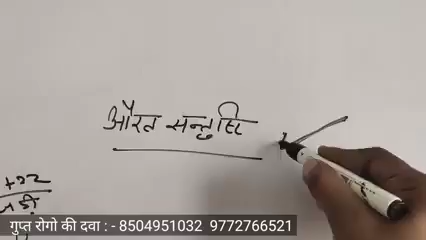 औरत सन्तुष्टि
गुप्त रोगो की दवा : - 8504951032  9772766521